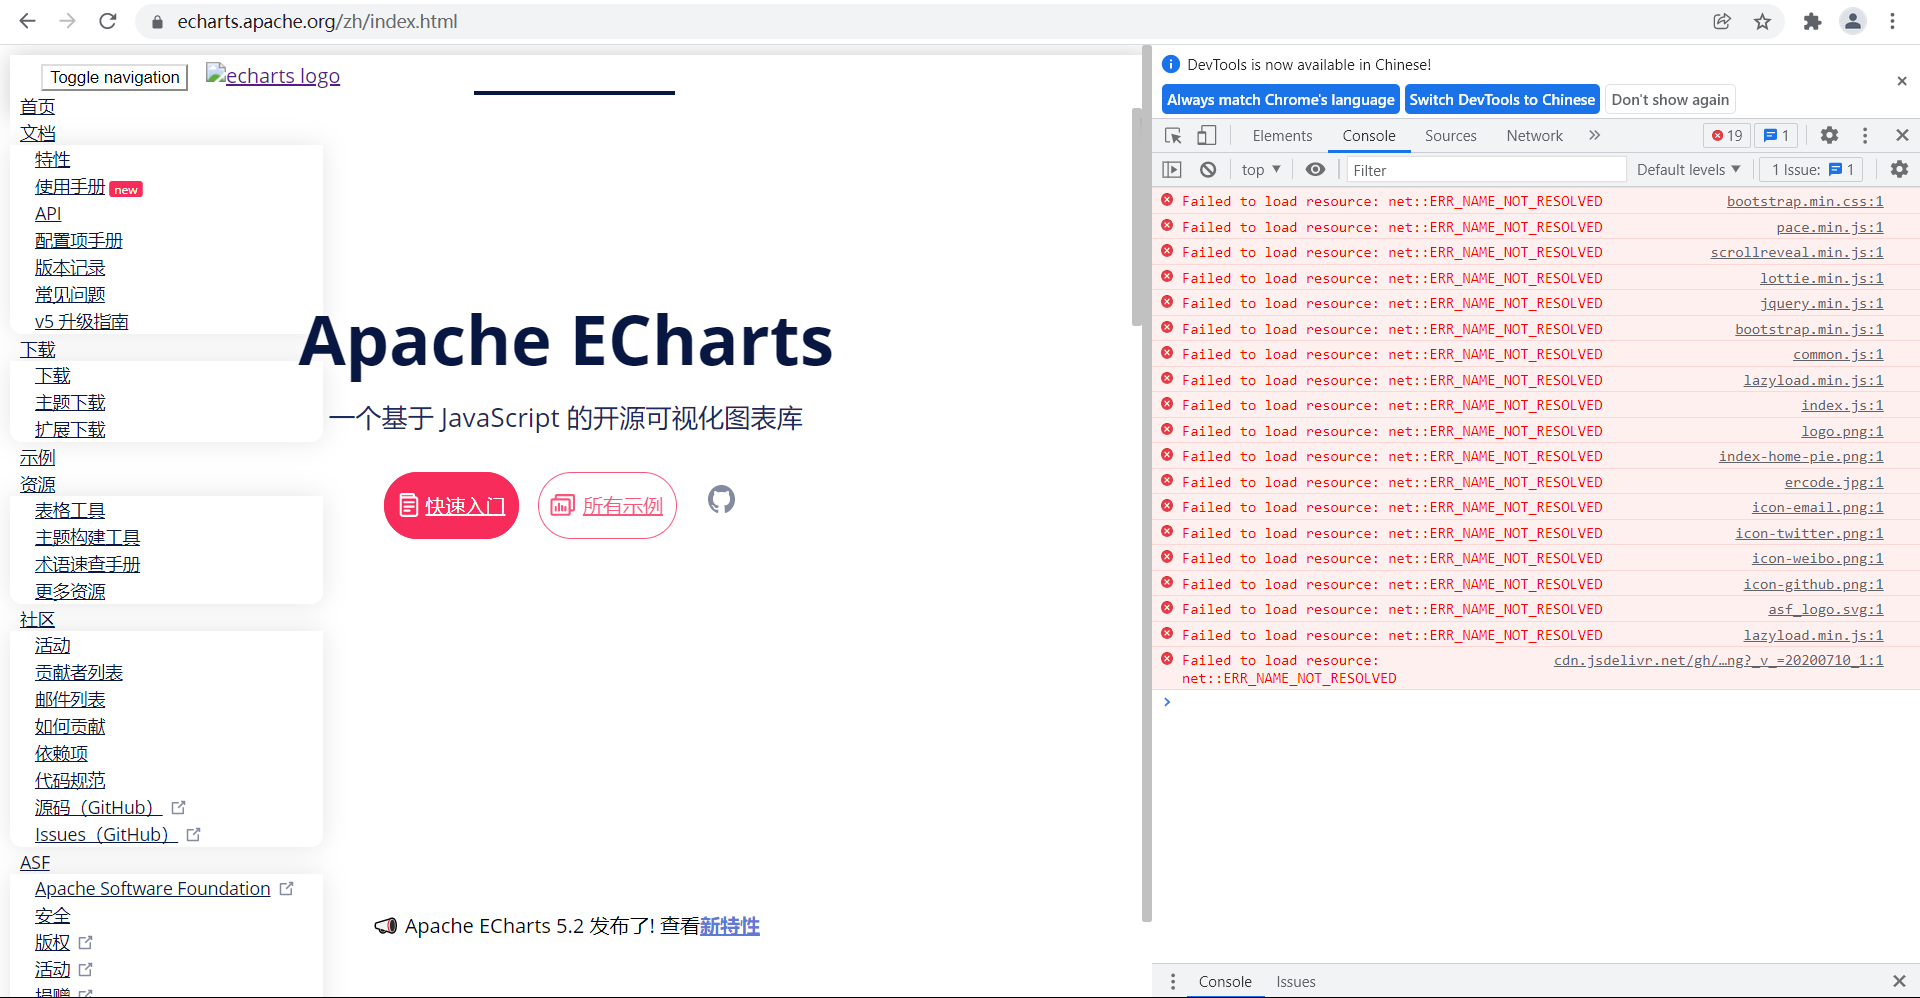 echarts.apache.org/zh/index.html
Toggle navigation
echarts logo
首页
文档
特性
使用手册 new
API
配置项手册
版本记录
常见问题
v5 升级指南
下载
下载
主题下载
扩展下载
示例
资源
表格工具
主题构建工具
术语速查手册
更多资源
社区
活动
贡献者列表
邮件列表
如何贡献
依赖项
代码规范
源码（GitHub）
Issues（GitHub）
ASF
Apache Software Foundation
安全
版权
活动
捐赠
Apache ECharts
一个基于 JavaScript 的开源可视化图表库
快速入门
所有示例
Apache ECharts 5.2 发布了! 查看新特性
DevTools is now available in Chinese!
Always match Chrome's language
Switch DevTools to Chinese
Don't show again
Elements Console Sources Network 19 1
top Filter Default levels 1 Issue: 1
Failed to load resource: net::ERR_NAME_NOT_RESOLVED bootstrap.min.css:1
Failed to load resource: net::ERR_NAME_NOT_RESOLVED pace.min.js:1
Failed to load resource: net::ERR_NAME_NOT_RESOLVED scrollreveal.min.js:1
Failed to load resource: net::ERR_NAME_NOT_RESOLVED lottie.min.js:1
Failed to load resource: net::ERR_NAME_NOT_RESOLVED jquery.min.js:1
Failed to load resource: net::ERR_NAME_NOT_RESOLVED bootstrap.min.js:1
Failed to load resource: net::ERR_NAME_NOT_RESOLVED common.js:1
Failed to load resource: net::ERR_NAME_NOT_RESOLVED lazyload.min.js:1
Failed to load resource: net::ERR_NAME_NOT_RESOLVED index.js:1
Failed to load resource: net::ERR_NAME_NOT_RESOLVED logo.png:1
Failed to load resource: net::ERR_NAME_NOT_RESOLVED index-home-pie.png:1
Failed to load resource: net::ERR_NAME_NOT_RESOLVED ercode.jpg:1
Failed to load resource: net::ERR_NAME_NOT_RESOLVED icon-email.png:1
Failed to load resource: net::ERR_NAME_NOT_RESOLVED icon-twitter.png:1
Failed to load resource: net::ERR_NAME_NOT_RESOLVED icon-weibo.png:1
Failed to load resource: net::ERR_NAME_NOT_RESOLVED icon-github.png:1
Failed to load resource: net::ERR_NAME_NOT_RESOLVED asf_logo.svg:1
Failed to load resource: net::ERR_NAME_NOT_RESOLVED lazyload.min.js:1
Failed to load resource: cdn.jsdelivr.net/gh/…ng?_v_=20200710_1:1
net::ERR_NAME_NOT_RESOLVED
Console Issues